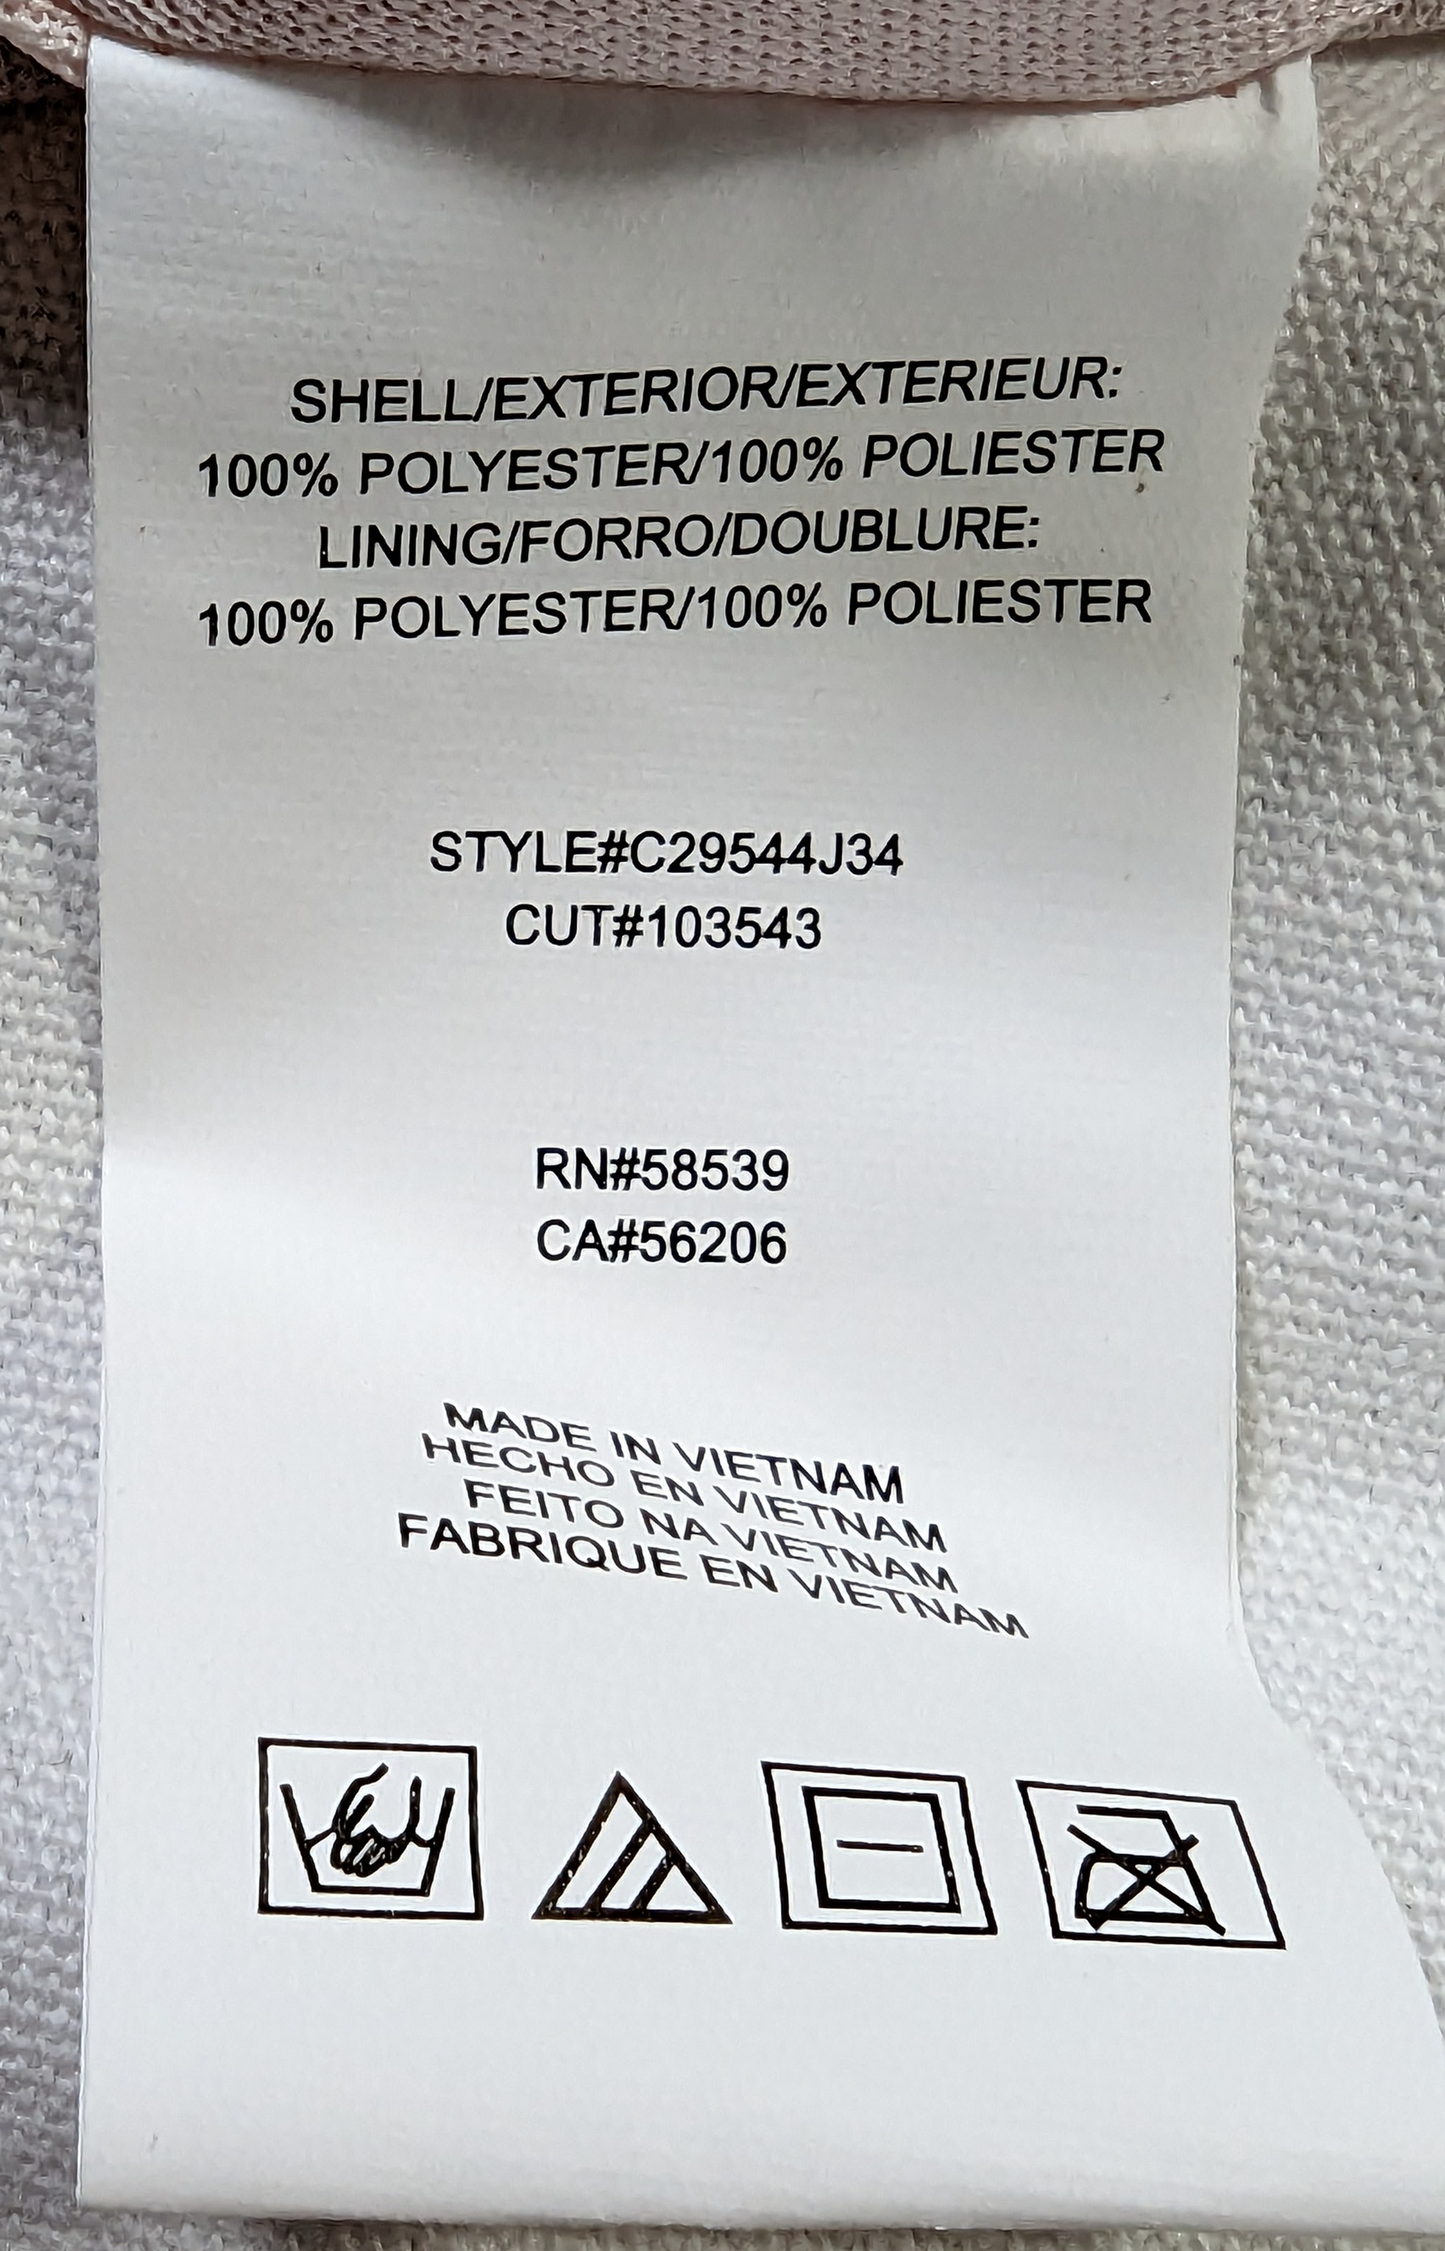 SHELL/EXTERIOR/EXTERIEUR:
100% POLYESTER/100% POLIESTER
LINING/FORRO/DOUBLURE:
100% POLYESTER/100% POLIESTER
STYLE#C29544J34
CUT#103543
RN#58539
CA#56206
MADE IN VIETNAM
HECHO EN VIETNAM
FEITO NA VIETNAM
FABRIQUE EN VIETNAM